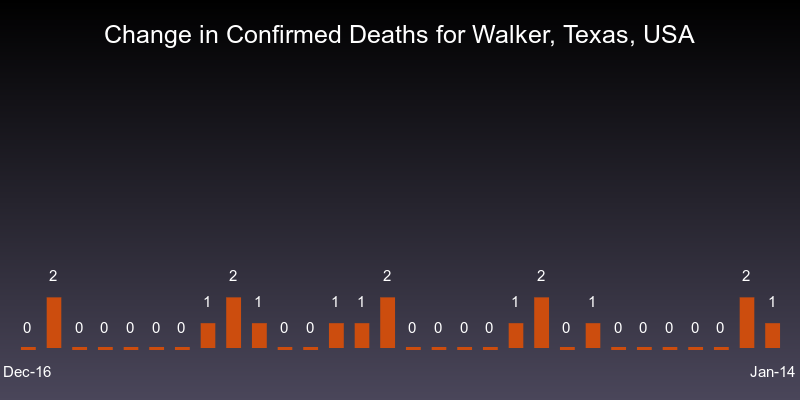 Change in Confirmed Deaths for Walker, Texas, USA
0 2 0 0 0 0 0 1 2 1 0 0 1 1 2 0 0 0 0 1 2 0 1 0 0 0 0 0 2 1
Dec-16 Jan-14